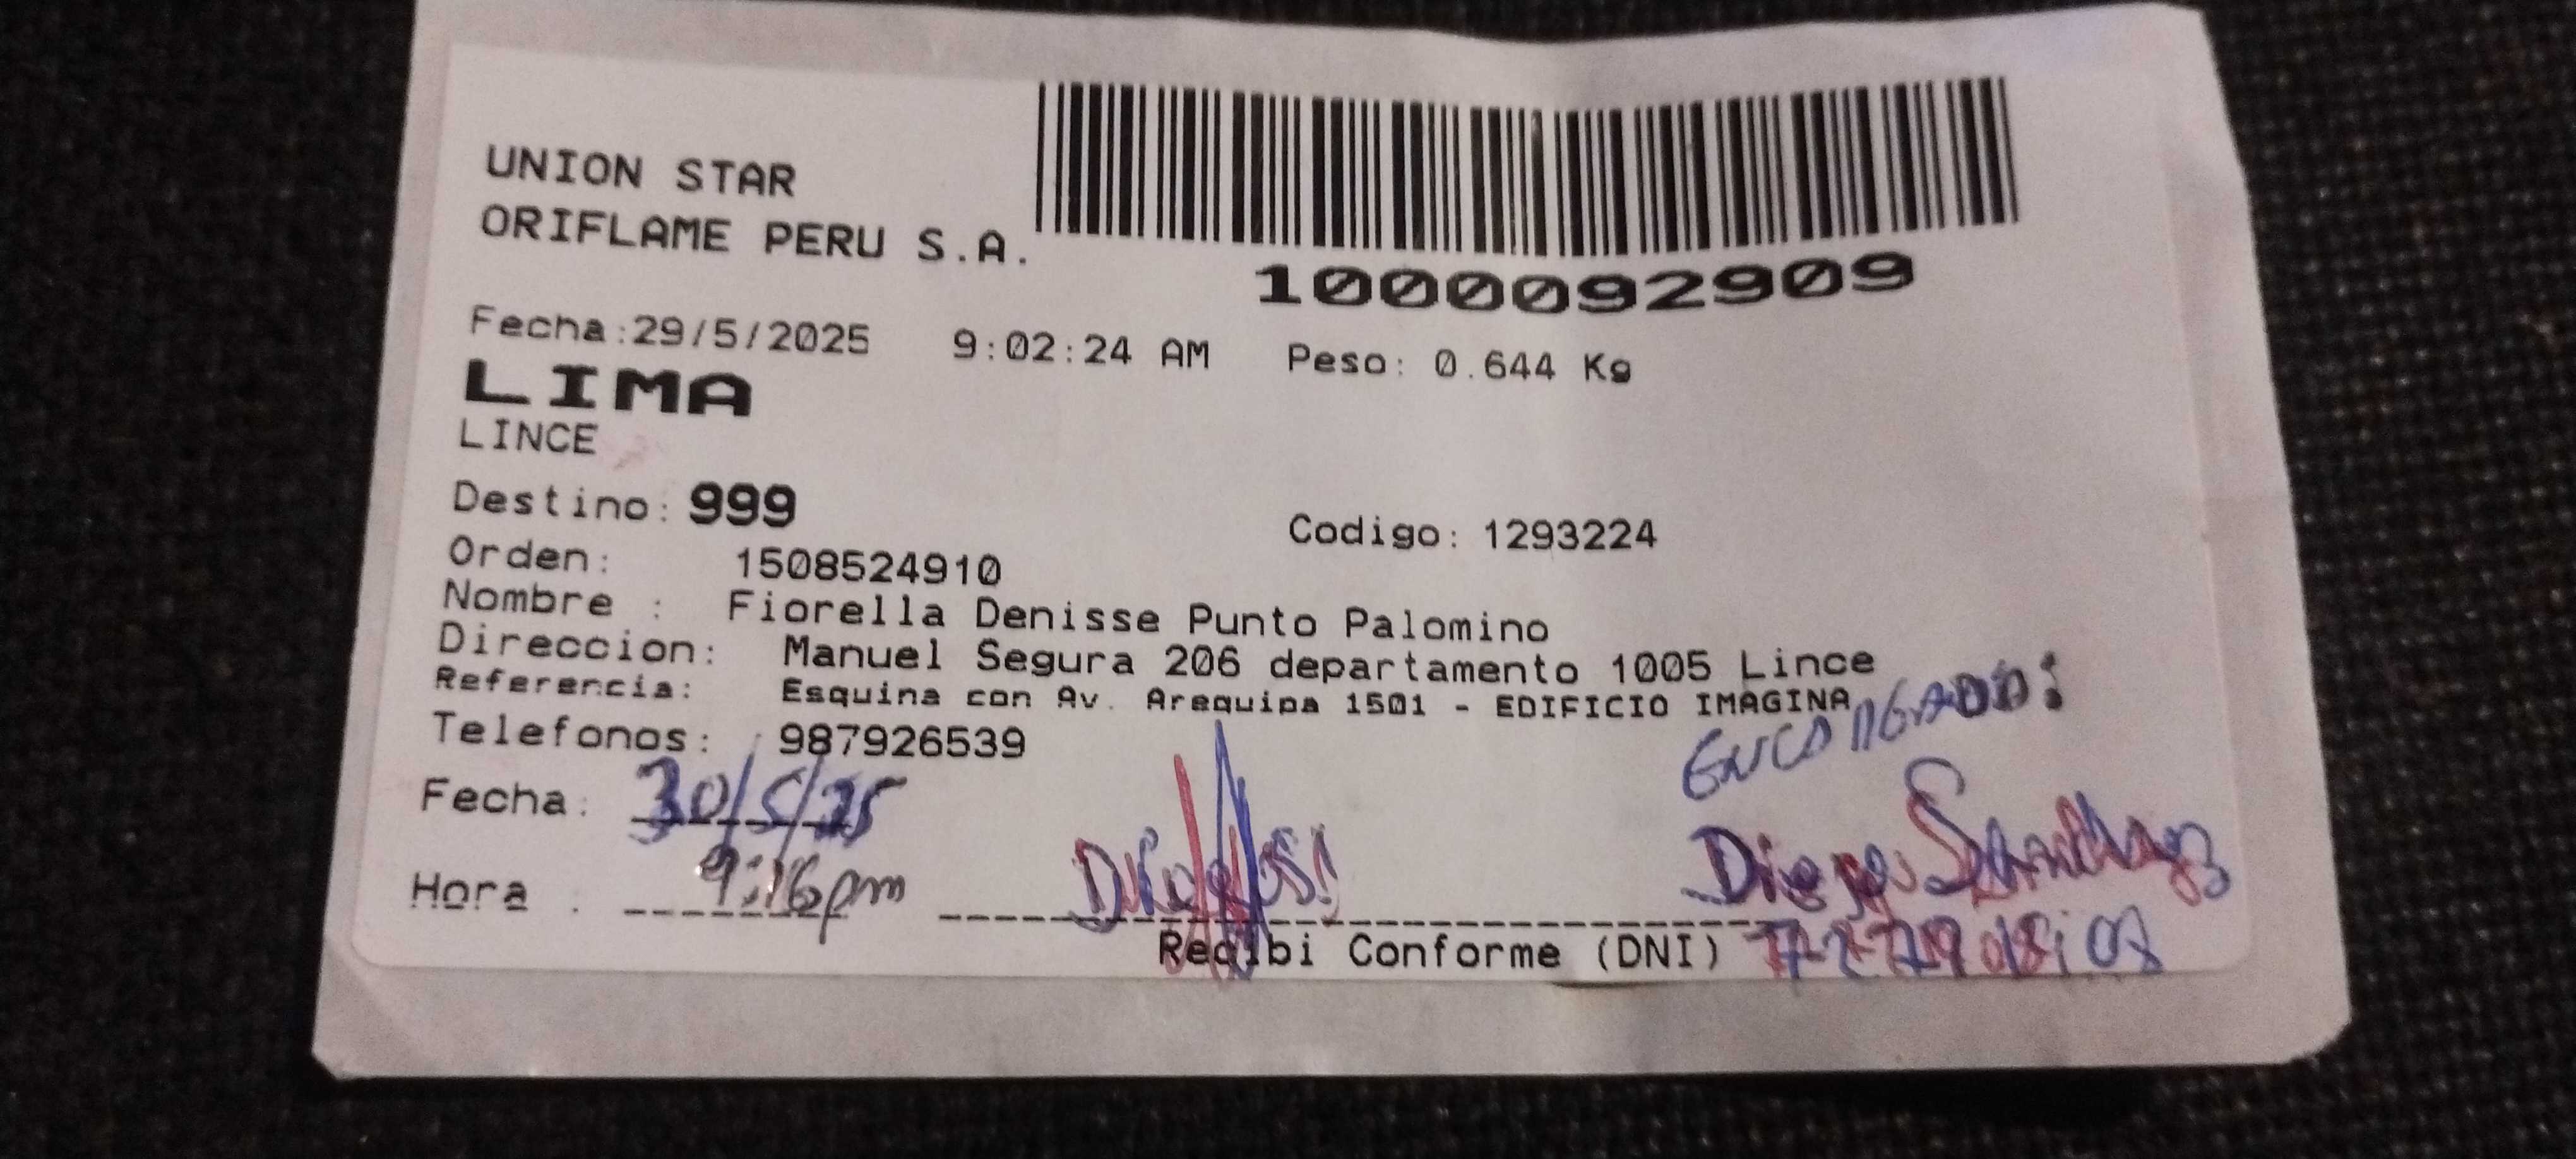 UNION STAR
ORIFLAME PERU S.A.
1000092909
Fecha:29/5/2025 9:02:24 AM Peso: 0.644 Kg
LIMA
LINCE
Destino: 999
Codigo: 1293224
Orden: 1508524910
Nombre : Fiorella Denisse Punto Palomino
Direccion: Manuel Segura 206 departamento 1005 Lince
Referencia: Esquina con Av. Arequipa 1501 - EDIFICIO IMAGINA
Telefonos: 987926539
ENCARGADO:
Fecha: 30/5/25
Diego Sanchez
Hora : 9:16pm
Recibi Conforme (DNI)